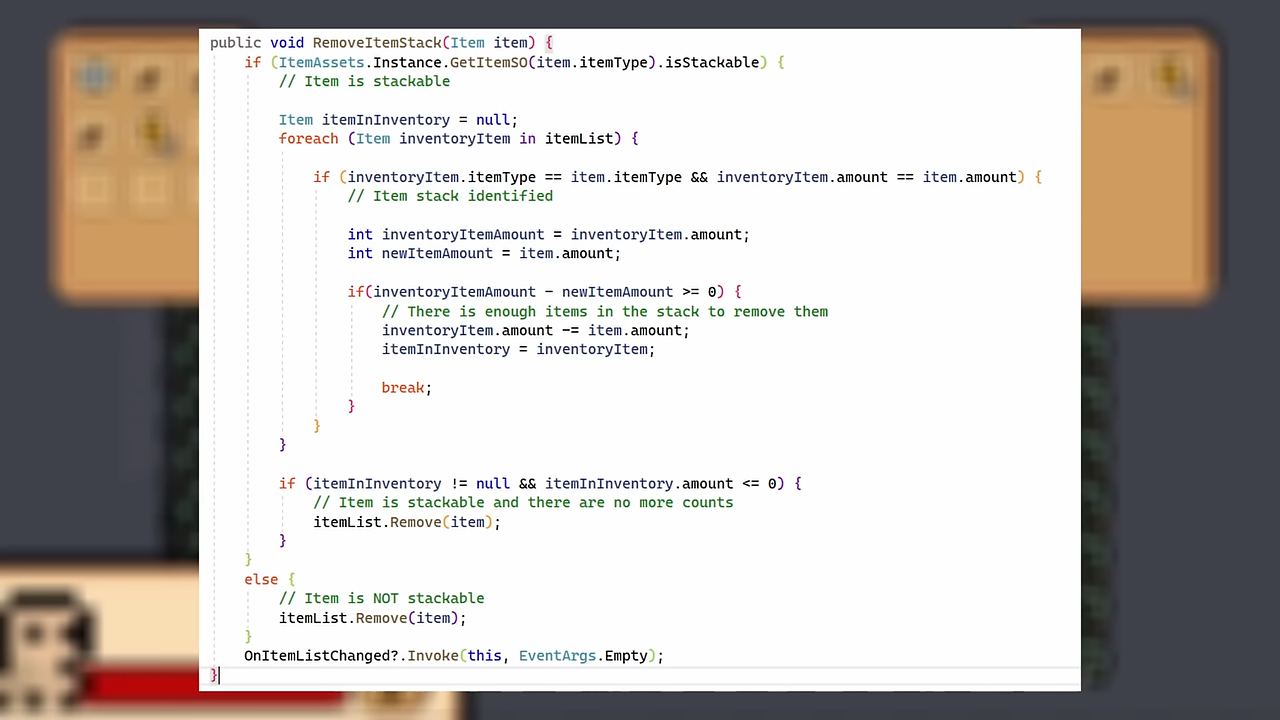 public void RemoveItemStack(Item item) {
    if (ItemAssets.Instance.GetItemSO(item.itemType).isStackable) {
        // Item is stackable

        Item itemInInventory = null;
        foreach (Item inventoryItem in itemList) {

            if (inventoryItem.itemType == item.itemType && inventoryItem.amount == item.amount) {
                // Item stack identified

                int inventoryItemAmount = inventoryItem.amount;
                int newItemAmount = item.amount;

                if(inventoryItemAmount - newItemAmount >= 0) {
                    // There is enough items in the stack to remove them
                    inventoryItem.amount -= item.amount;
                    itemInInventory = inventoryItem;

                    break;
                }
            }
        }

        if (itemInInventory != null && itemInInventory.amount <= 0) {
            // Item is stackable and there are no more counts
            itemList.Remove(item);
        }
    }
    else {
        // Item is NOT stackable
        itemList.Remove(item);
    }
    OnItemListChanged?.Invoke(this, EventArgs.Empty);
}